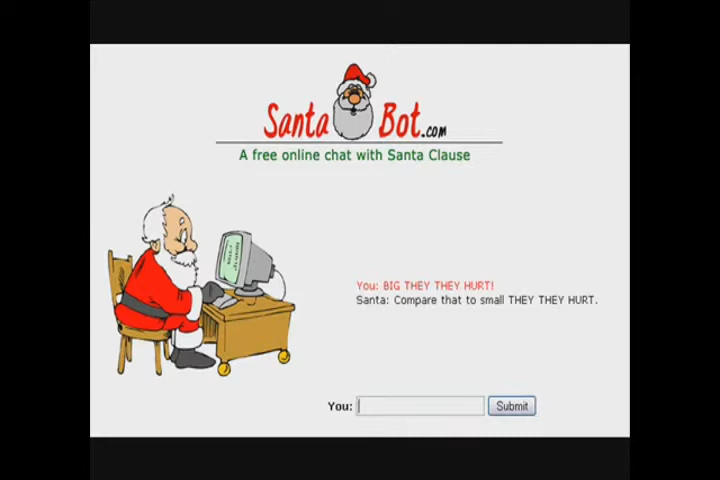 Santa Bot.com
A free online chat with Santa Clause
You: BIG THEY THEY HURT!
Santa: Compare that to small THEY THEY HURT.
You: Submit